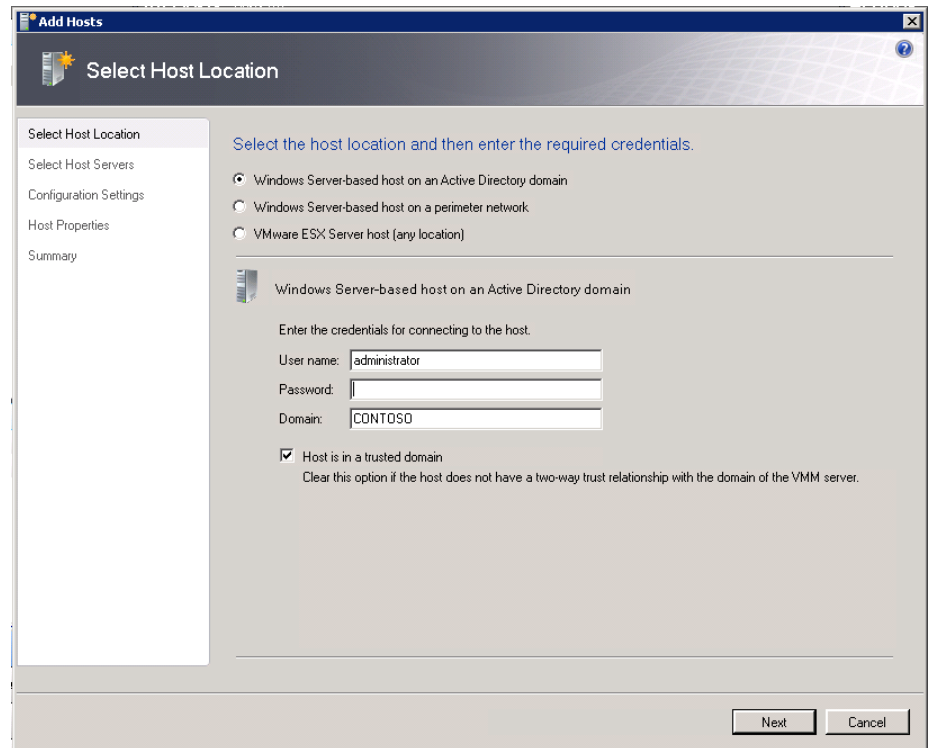 Add Hosts
Select Host Location
Select Host Location
Select Host Servers
Configuration Settings
Host Properties
Summary
Select the host location and then enter the required credentials.
Windows Server-based host on an Active Directory domain
Windows Server-based host on a perimeter network
VMware ESX Server host (any location)
Windows Server-based host on an Active Directory domain
Enter the credentials for connecting to the host.
User name: administrator
Password:
Domain: CONTOSO
Host is in a trusted domain
Clear this option if the host does not have a two-way trust relationship with the domain of the VMM server.
Next Cancel